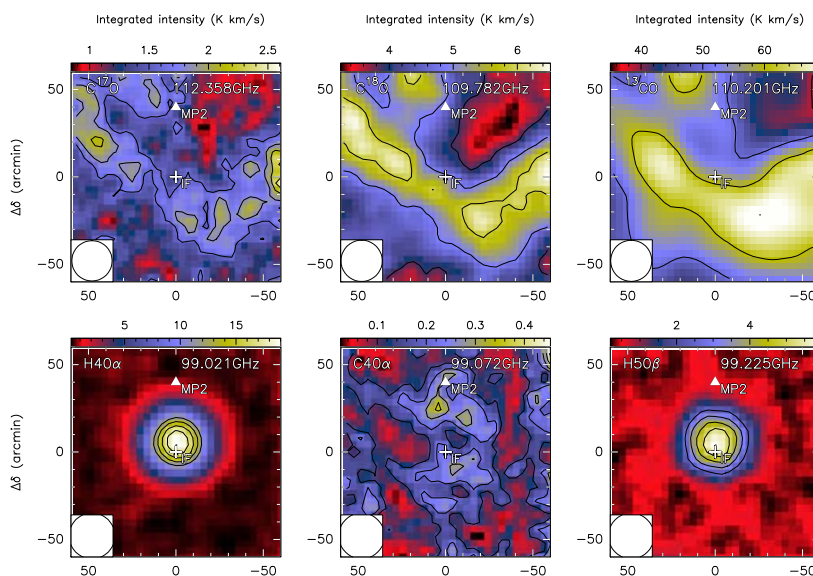 Integrated intensity (K km/s) Integrated intensity (K km/s) Integrated intensity (K km/s)
1 1.5 2 2.5 4 5 6 40 50 60
C¹⁷O 112.358GHz C¹⁸O 109.782GHz ¹³CO 110.201GHz
MP2 MP2 MP2
IF IF IF
Δδ (arcmin)
50
0
−50
50 0 −50 50 0 −50 50 0 −50
5 10 15 0.1 0.2 0.3 0.4 2 4
H40α 99.021GHz C40α 99.072GHz H50β 99.225GHz
MP2 MP2 MP2
IF IF IF
Δδ (arcmin)
50
0
−50
50 0 −50 50 0 −50 50 0 −50